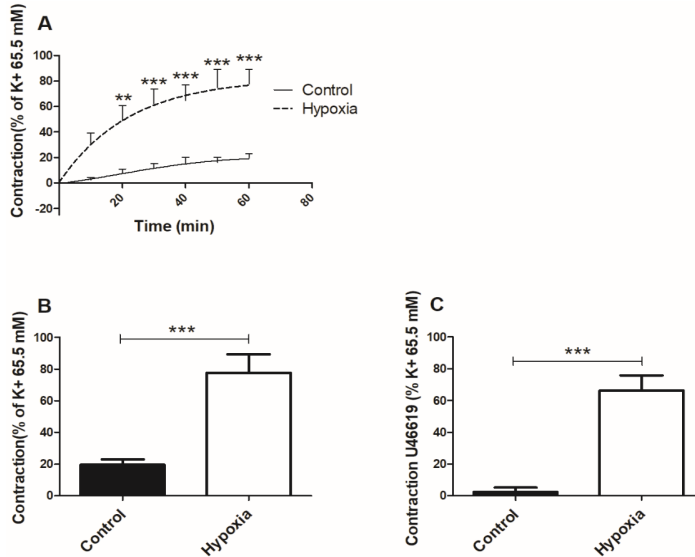 A
Contraction(% of K+ 65.5 mM)
100
80
60
40
20
0
-20
** *** *** *** ***
Control
Hypoxia
20 40 60 80
Time (min)
B
Contraction(% of K+ 65.5 mM)
100
80
60
40
20
0
***
Control Hypoxia
C
Contraction U46619 (% K+ 65.5 mM)
100
80
60
40
20
0
***
Control Hypoxia